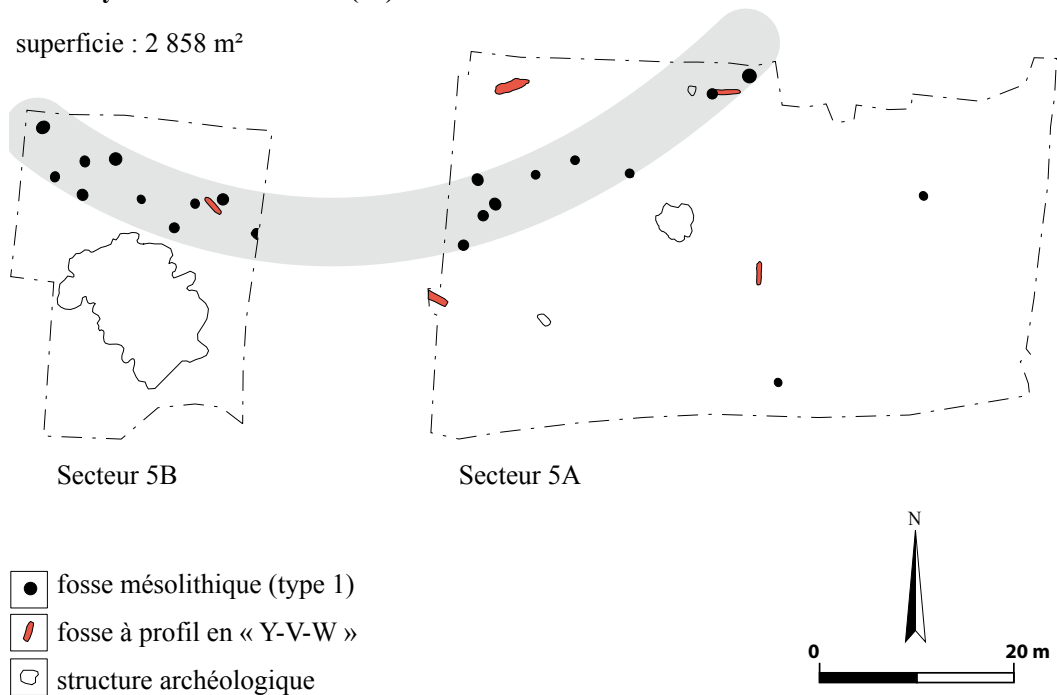 superficie : 2 858 m²
Secteur 5B
Secteur 5A
fosse mésolithique (type 1)
fosse à profil en « Y-V-W »
structure archéologique
N
0
20 m